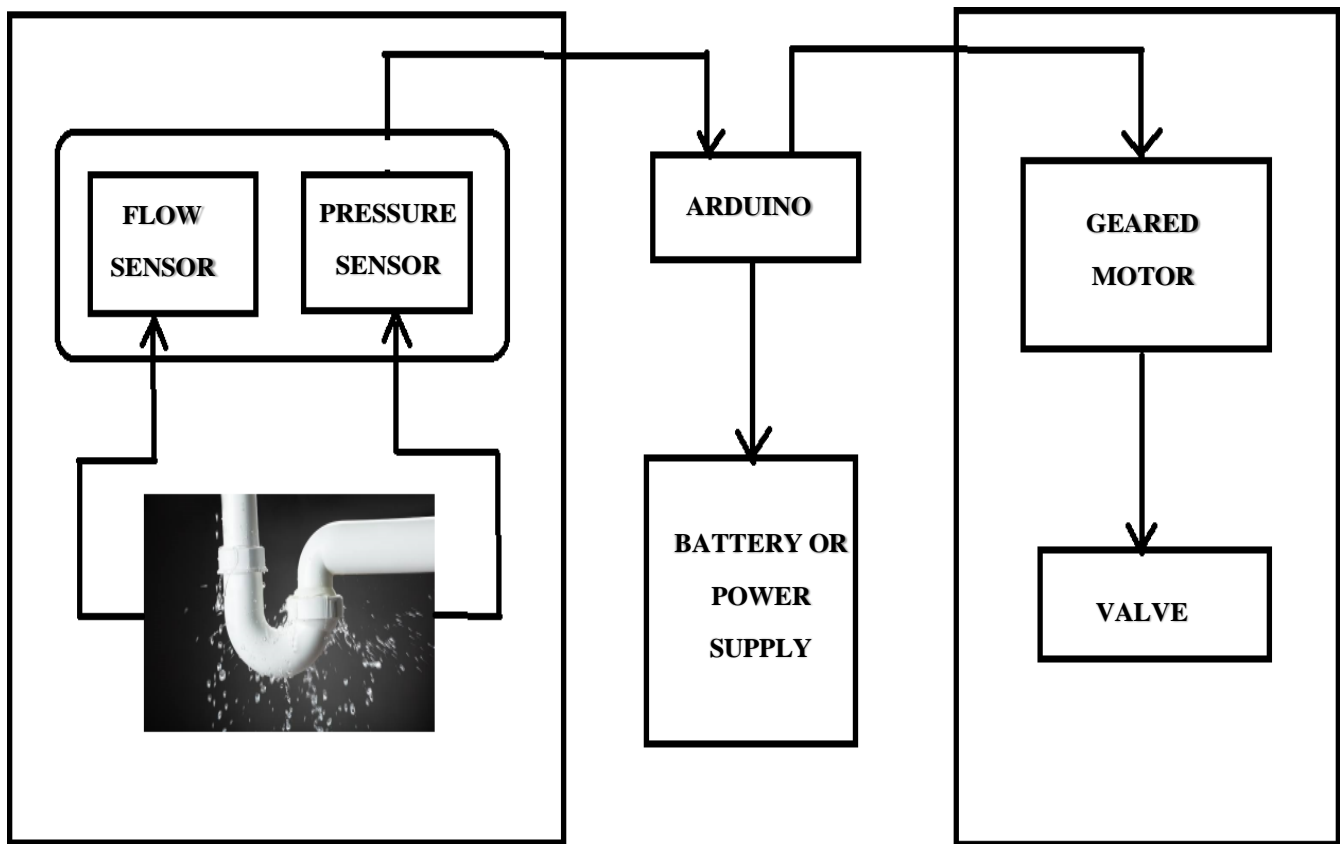 FLOW
SENSOR
PRESSURE
SENSOR
ARDUINO
GEARED
MOTOR
BATTERY OR
POWER
SUPPLY
VALVE